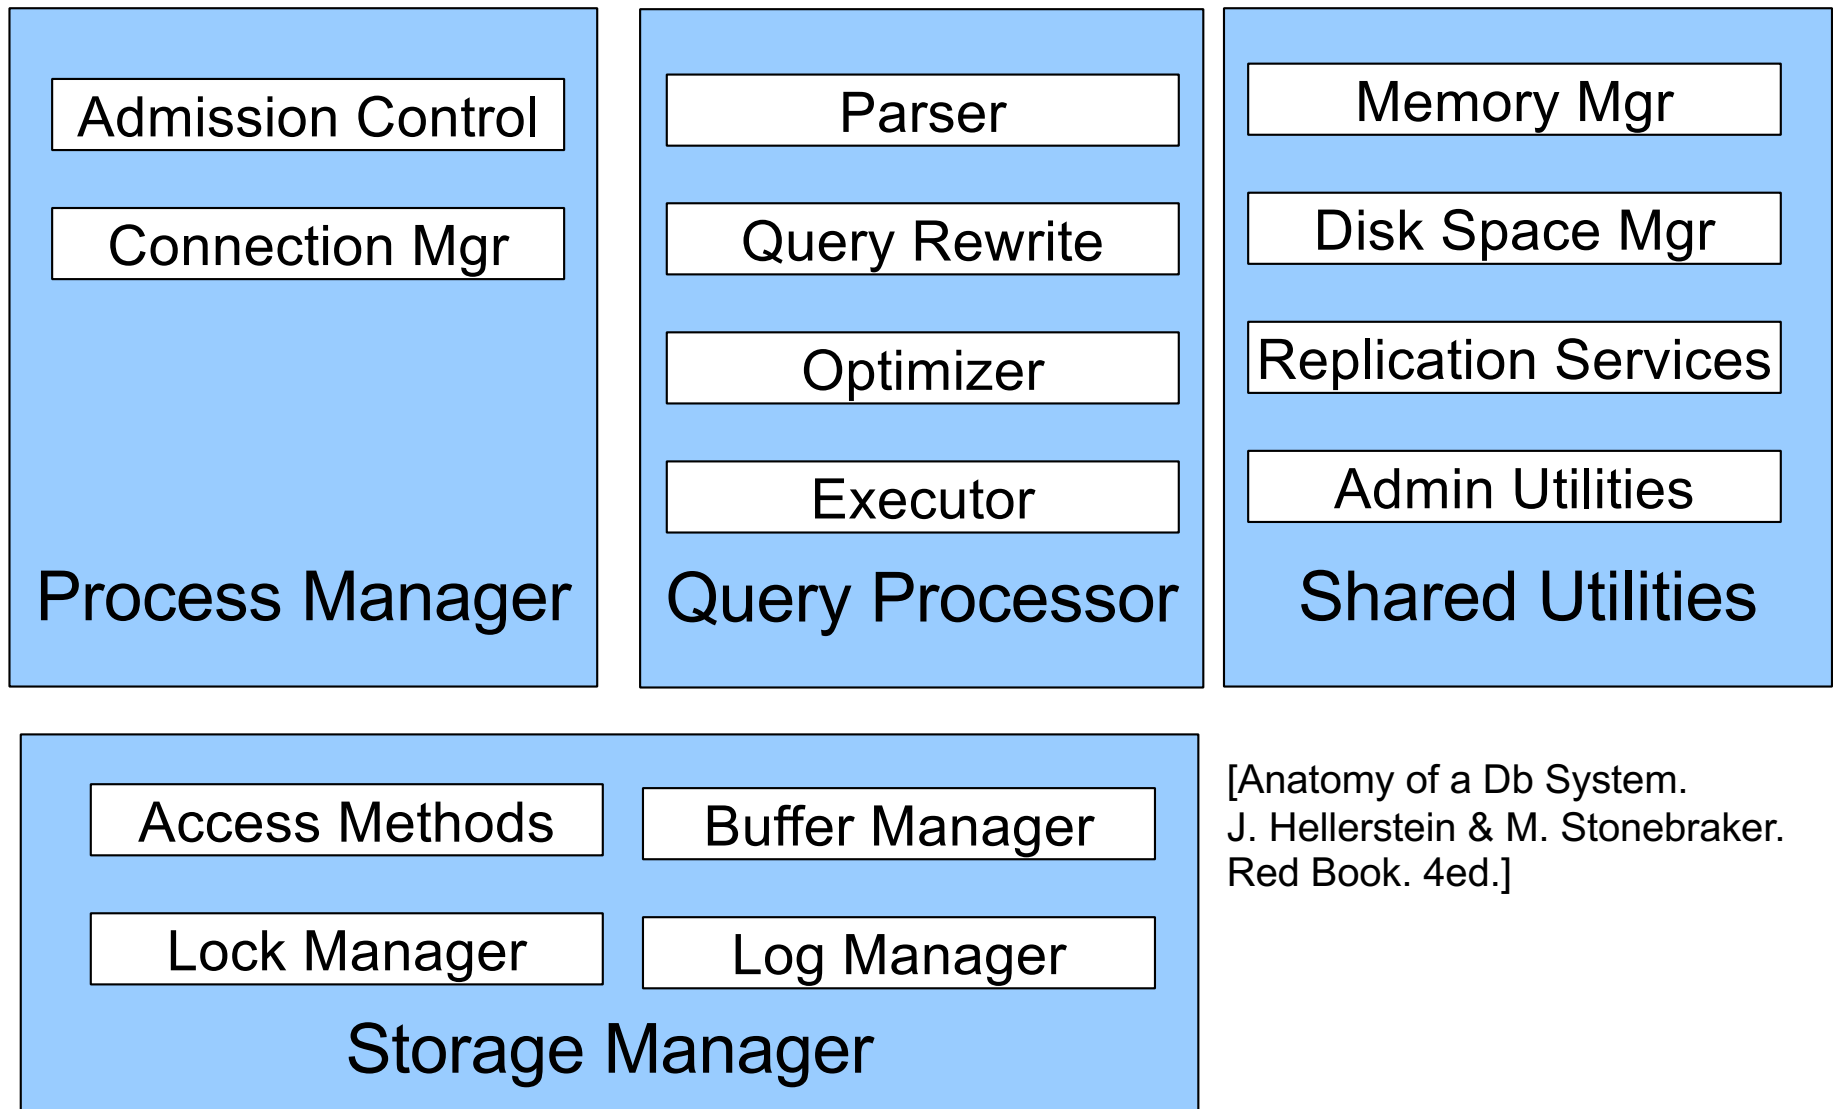 Admission Control
Connection Mgr
Process Manager
Parser
Query Rewrite
Optimizer
Executor
Query Processor
Memory Mgr
Disk Space Mgr
Replication Services
Admin Utilities
Shared Utilities
Access Methods
Buffer Manager
Lock Manager
Log Manager
Storage Manager
[Anatomy of a Db System.
J. Hellerstein & M. Stonebraker.
Red Book. 4ed.]